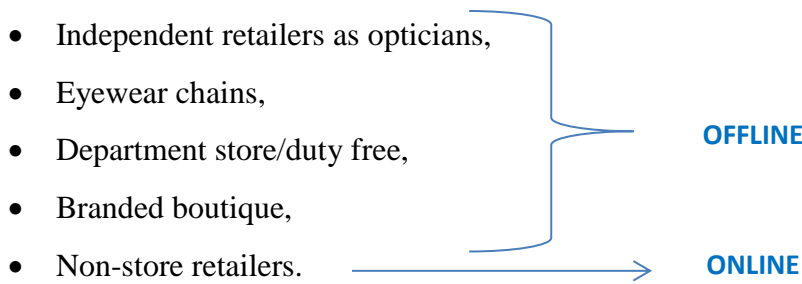 • Independent retailers as opticians,
• Eyewear chains,
• Department store/duty free,
OFFLINE
• Branded boutique,
• Non-store retailers.
ONLINE